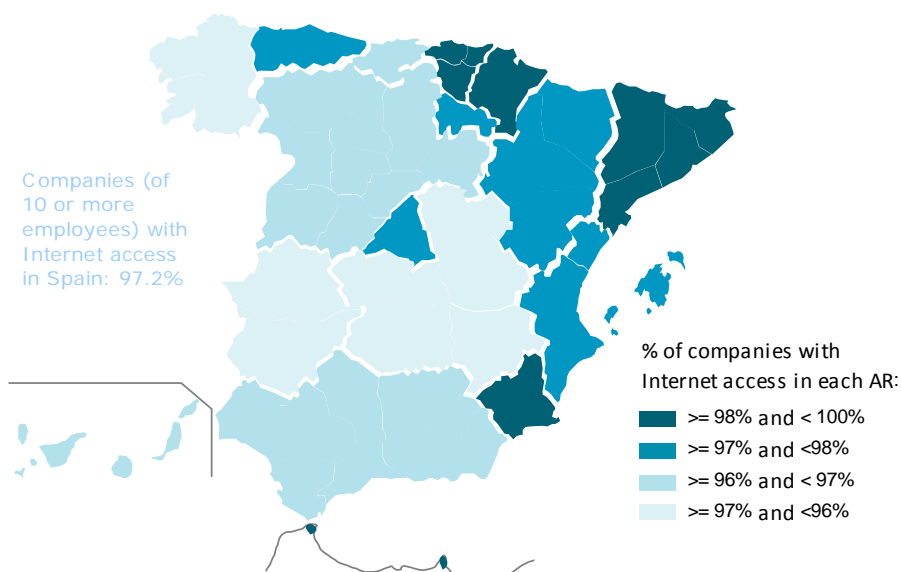 Companies (of
10 or more
employees) with
Internet access
in Spain: 97.2%
% of companies with
Internet access in each AR:
>= 98% and < 100%
>= 97% and <98%
>= 96% and < 97%
>= 97% and <96%